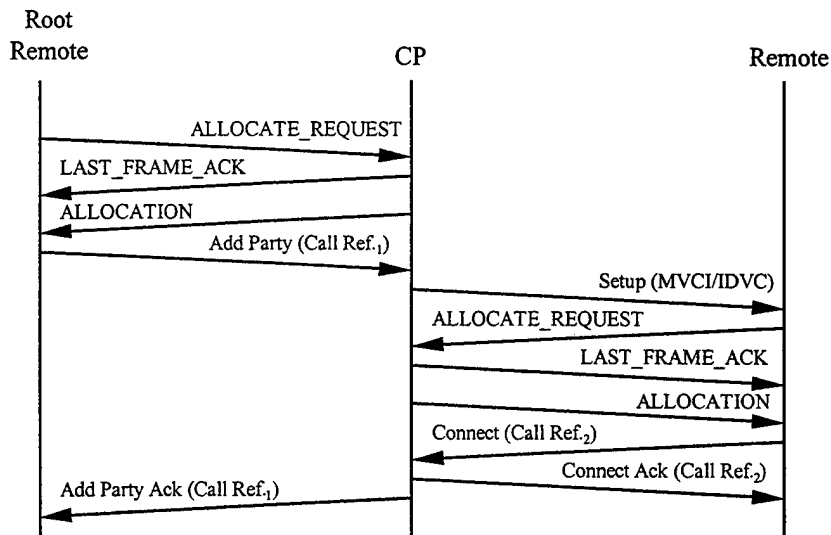 Root
Remote
CP
Remote
ALLOCATE_REQUEST
LAST_FRAME_ACK
ALLOCATION
Add Party (Call Ref.₁)
Setup (MVCI/IDVC)
ALLOCATE_REQUEST
LAST_FRAME_ACK
ALLOCATION
Connect (Call Ref.₂)
Connect Ack (Call Ref.₂)
Add Party Ack (Call Ref.₁)